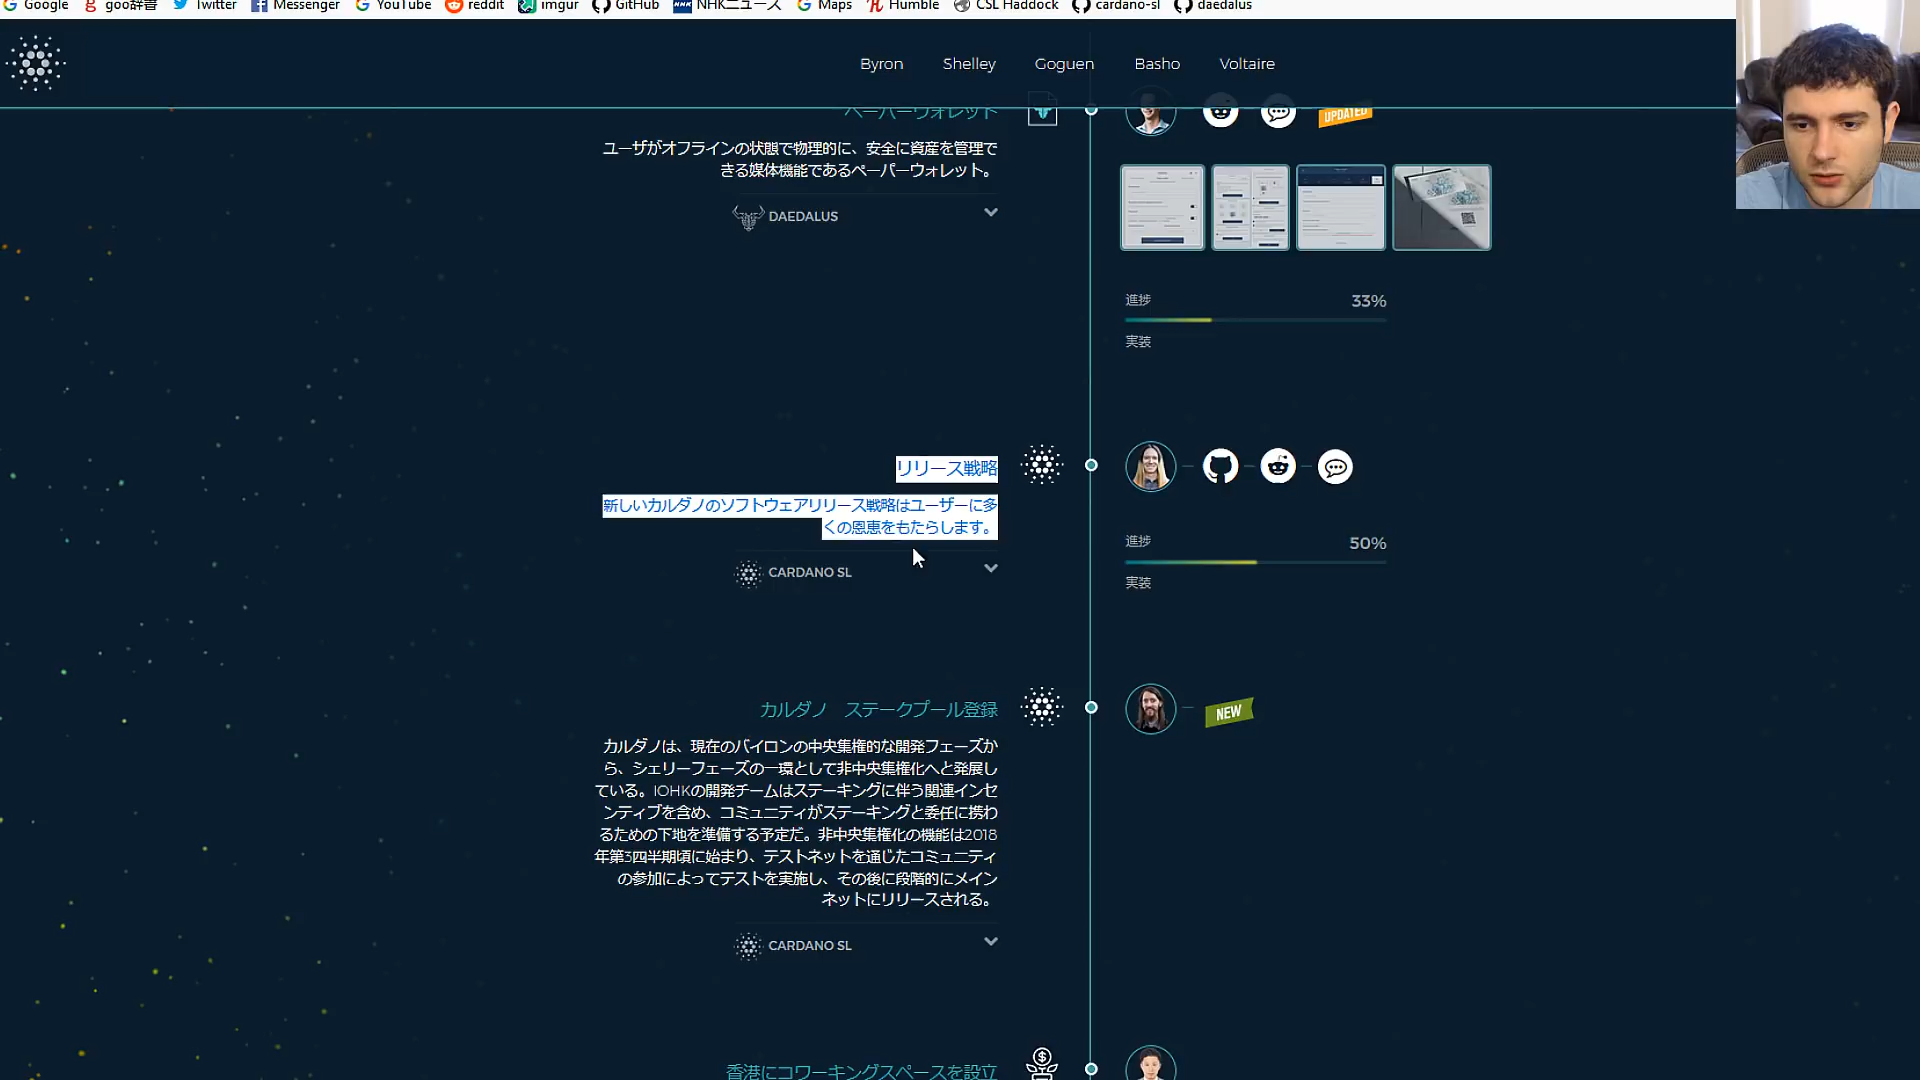 Google goo辞書 Twitter Messenger YouTube reddit imgur GitHub NHKニュース Maps Humble CSL Haddock cardano-sl daedalus
Byron Shelley Goguen Basho Voltaire
ペーパーウォレット
UPDATED
ユーザがオフラインの状態で物理的に、安全に資産を管理で
きる媒体機能であるペーパーウォレット。
DAEDALUS
進捗 33%
実装
リリース戦略
新しいカルダノのソフトウェアリリース戦略はユーザーに多
くの恩恵をもたらします。
CARDANO SL
進捗 50%
実装
カルダノ　ステークプール登録
NEW
カルダノは、現在のバイロンの中央集権的な開発フェーズか
ら、シェリーフェーズの一環として非中央集権化へと発展し
ている。IOHKの開発チームはステーキングに伴う関連インセ
ンティブを含め、コミュニティがステーキングと委任に携わ
るための下地を準備する予定だ。非中央集権化の機能は2018
年第3四半期頃に始まり、テストネットを通じたコミュニティ
の参加によってテストを実施し、その後に段階的にメイン
ネットにリリースされる。
CARDANO SL
香港にコワーキングスペースを設立